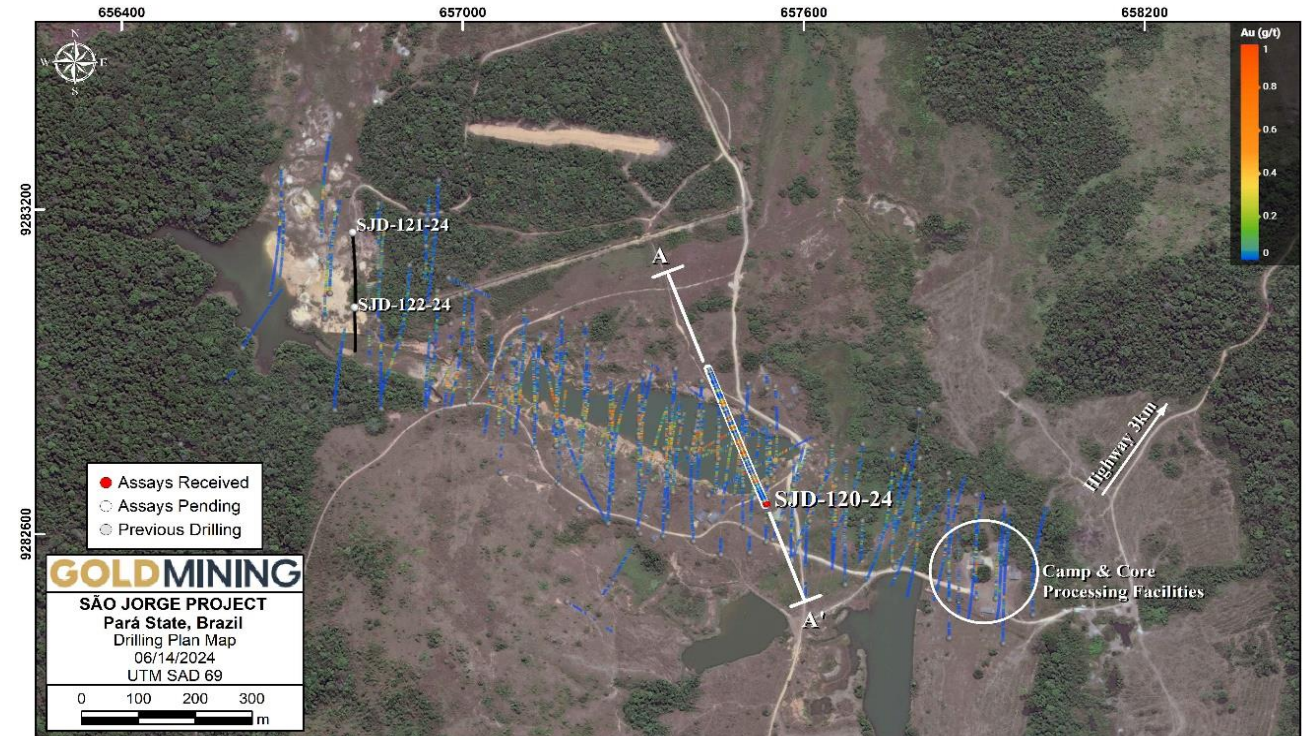 656400 657000 657600 658200
Au (g/t)
1
0.8
0.6
0.4
0.2
0
N
W E
S
9283200
9282600
SJD-121-24
SJD-122-24
A
SJD-120-24
A'
Highway 3km
Camp & Core
Processing Facilities
Assays Received
Assays Pending
Previous Drilling
GOLDMINING
SÃO JORGE PROJECT
Pará State, Brazil
Drilling Plan Map
06/14/2024
UTM SAD 69
0 100 200 300
m